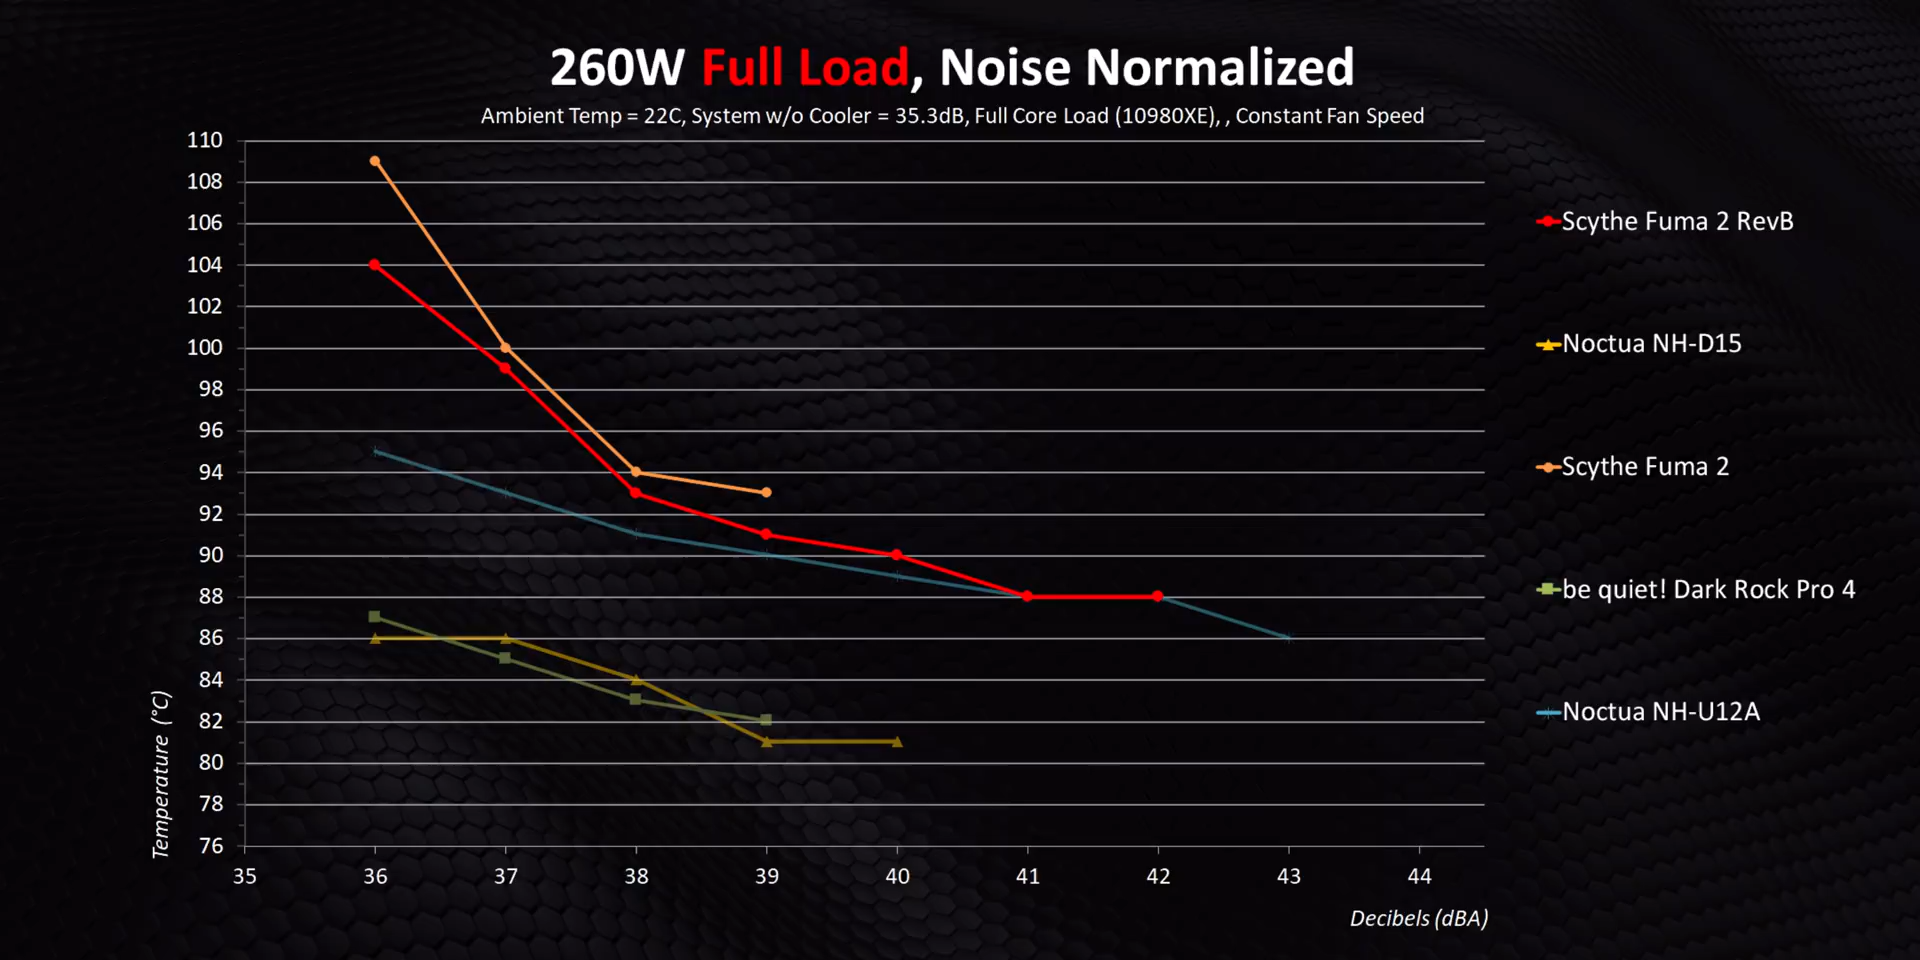 260W Full Load, Noise Normalized
Ambient Temp = 22C, System w/o Cooler = 35.3dB, Full Core Load (10980XE), , Constant Fan Speed
110
108
106
104
102
100
98
96
94
92
90
88
86
84
82
80
78
76
Temperature (°C)
35 36 37 38 39 40 41 42 43 44
Decibels (dBA)
Scythe Fuma 2 RevB
Noctua NH-D15
Scythe Fuma 2
be quiet! Dark Rock Pro 4
Noctua NH-U12A